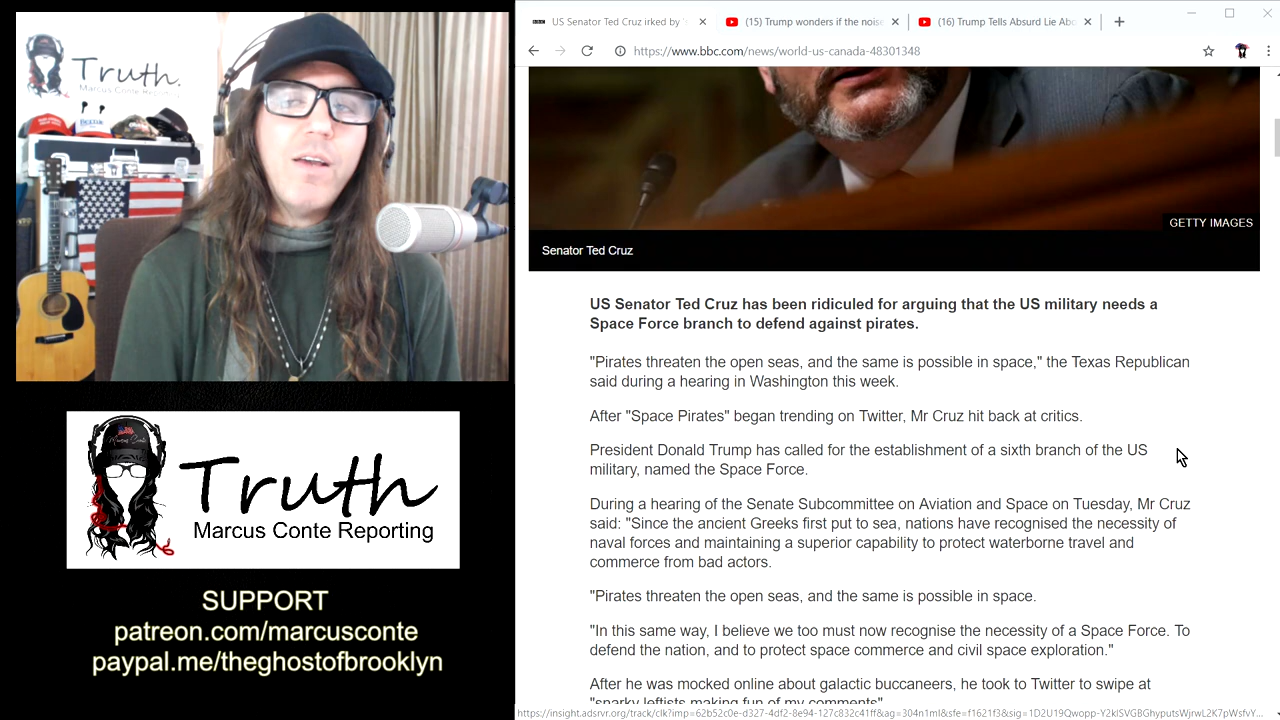 Truth.
Marcus Conte Reporting
US Senator Ted Cruz irked by '
(15) Trump wonders if the noise
(16) Trump Tells Absurd Lie Abo
https://www.bbc.com/news/world-us-canada-48301348
GETTY IMAGES
Senator Ted Cruz
US Senator Ted Cruz has been ridiculed for arguing that the US military needs a
Space Force branch to defend against pirates.
"Pirates threaten the open seas, and the same is possible in space," the Texas Republican
said during a hearing in Washington this week.
After "Space Pirates" began trending on Twitter, Mr Cruz hit back at critics.
President Donald Trump has called for the establishment of a sixth branch of the US
military, named the Space Force.
During a hearing of the Senate Subcommittee on Aviation and Space on Tuesday, Mr Cruz
said: "Since the ancient Greeks first put to sea, nations have recognised the necessity of
naval forces and maintaining a superior capability to protect waterborne travel and
commerce from bad actors.
"Pirates threaten the open seas, and the same is possible in space.
"In this same way, I believe we too must now recognise the necessity of a Space Force. To
defend the nation, and to protect space commerce and civil space exploration."
After he was mocked online about galactic buccaneers, he took to Twitter to swipe at
"snarky leftists making fun of my comments"
Truth
Marcus Conte Reporting
SUPPORT
patreon.com/marcusconte
paypal.me/theghostofbrooklyn